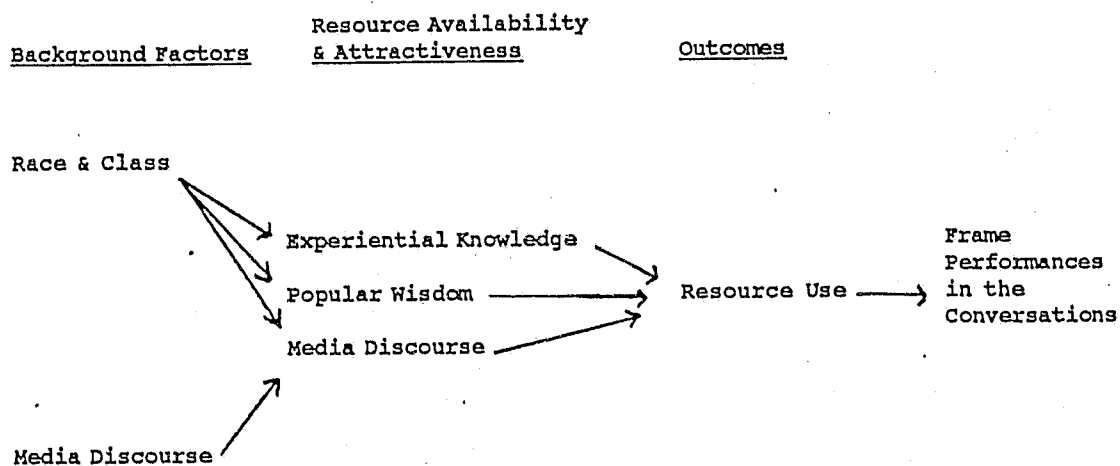 Resource Availability
Background Factors & Attractiveness Outcomes
Race & Class
Experiential Knowledge
Popular Wisdom
Media Discourse
Resource Use
Frame
Performances
in the
Conversations
Media Discourse